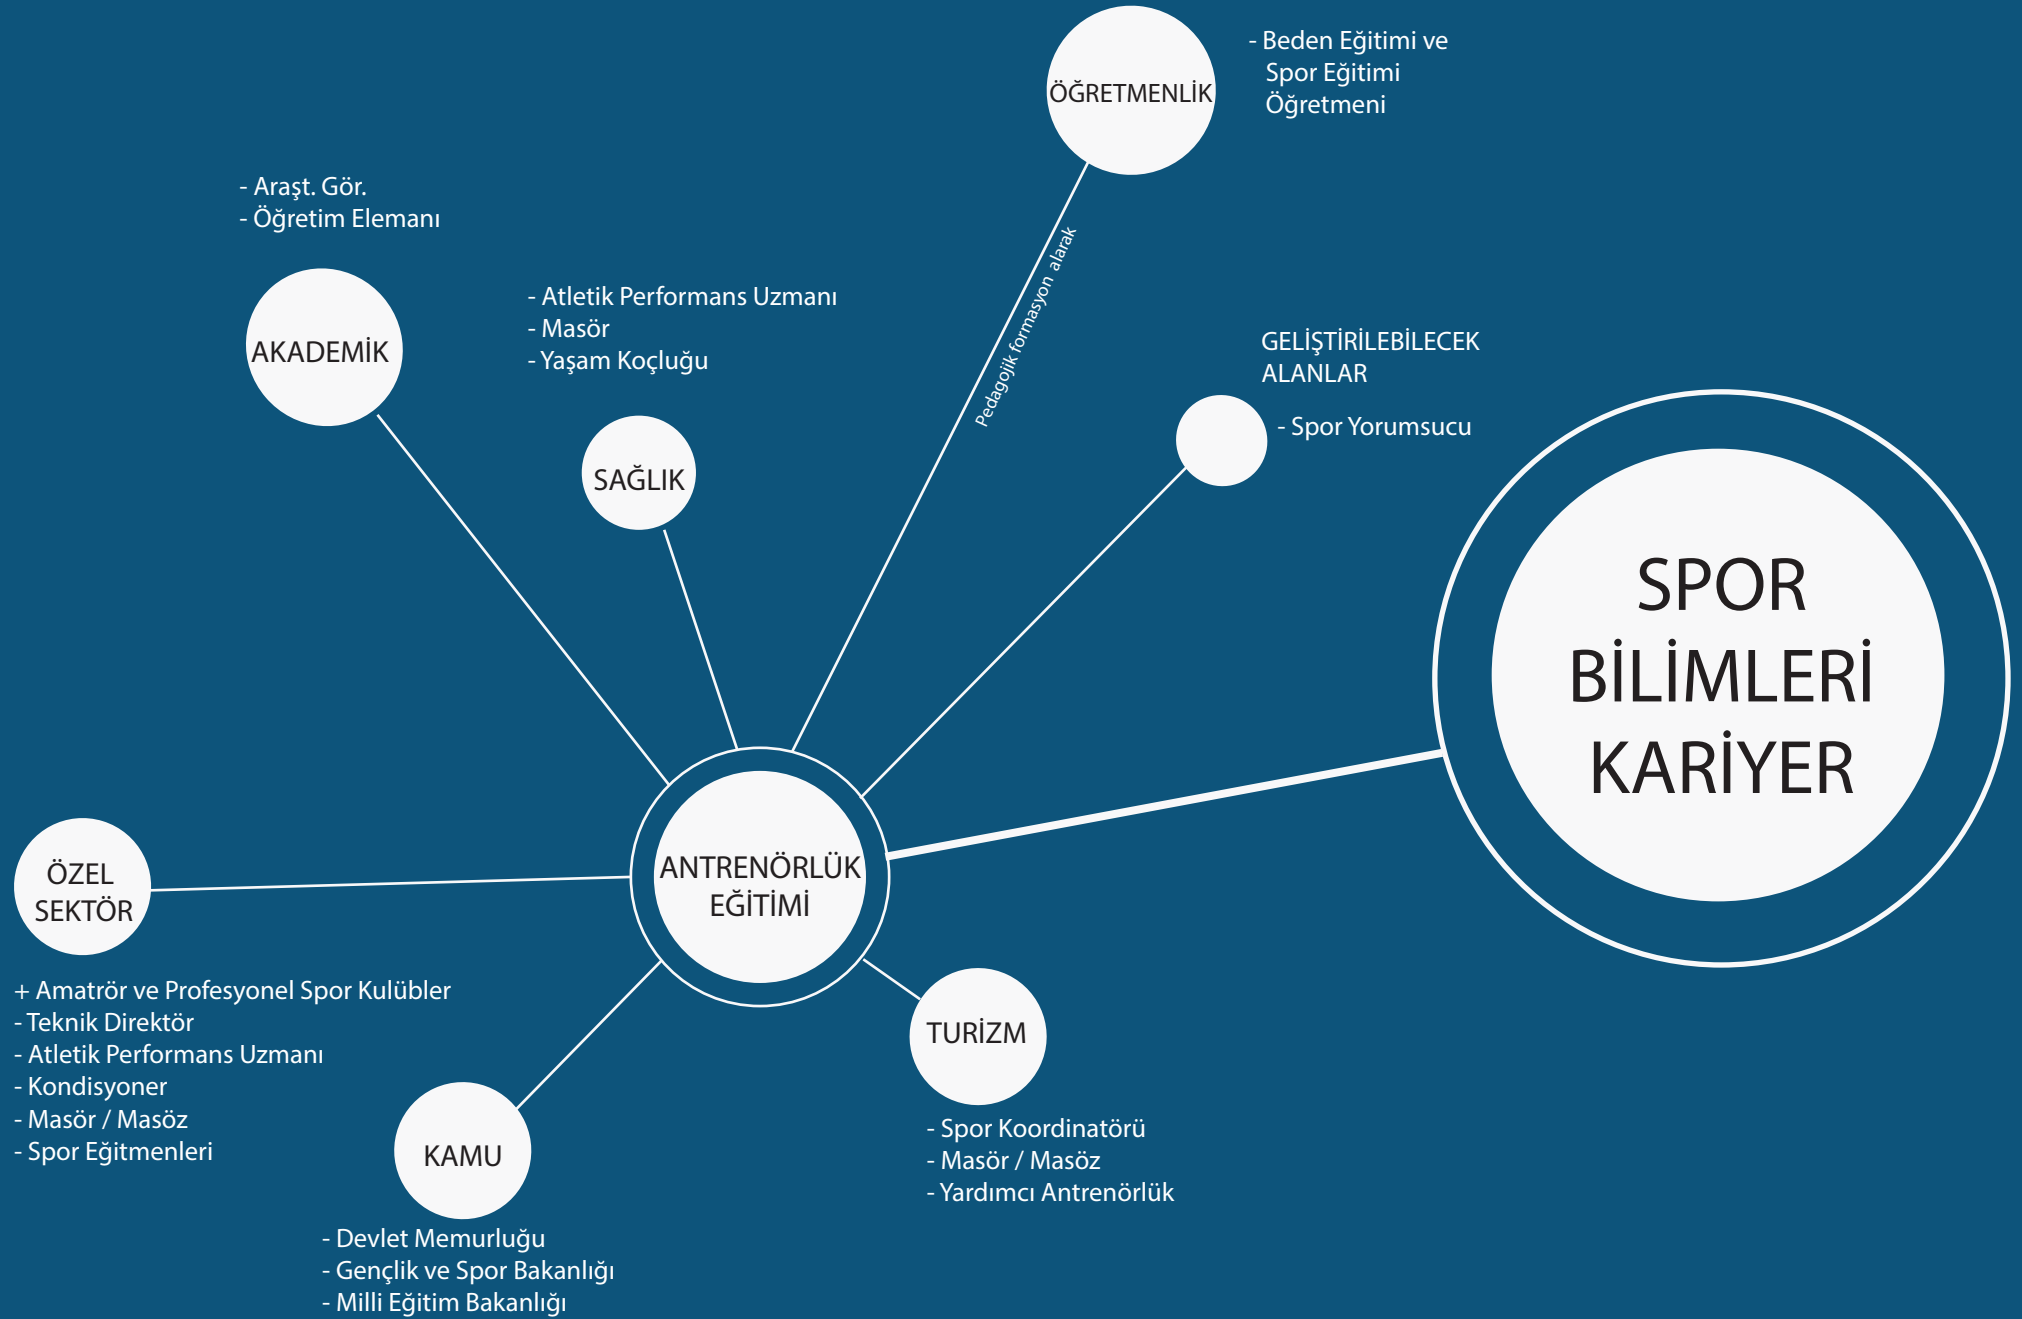 ÖĞRETMENLİK
- Beden Eğitimi ve
Spor Eğitimi
Öğretmeni
- Araşt. Gör.
- Öğretim Elemanı
AKADEMİK
- Atletik Performans Uzmanı
- Masör
- Yaşam Koçluğu
SAĞLIK
Pedagojik formasyon alarak
GELİŞTİRİLEBİLECEK
ALANLAR
- Spor Yorumsucu
SPOR
BİLİMLERİ
KARİYER
ANTRENÖRLÜK
EĞİTİMİ
ÖZEL
SEKTÖR
+ Amatrör ve Profesyonel Spor Kulübler
- Teknik Direktör
- Atletik Performans Uzmanı
- Kondisyoner
- Masör / Masöz
- Spor Eğitmenleri
KAMU
- Devlet Memurluğu
- Gençlik ve Spor Bakanlığı
- Milli Eğitim Bakanlığı
TURİZM
- Spor Koordinatörü
- Masör / Masöz
- Yardımcı Antrenörlük